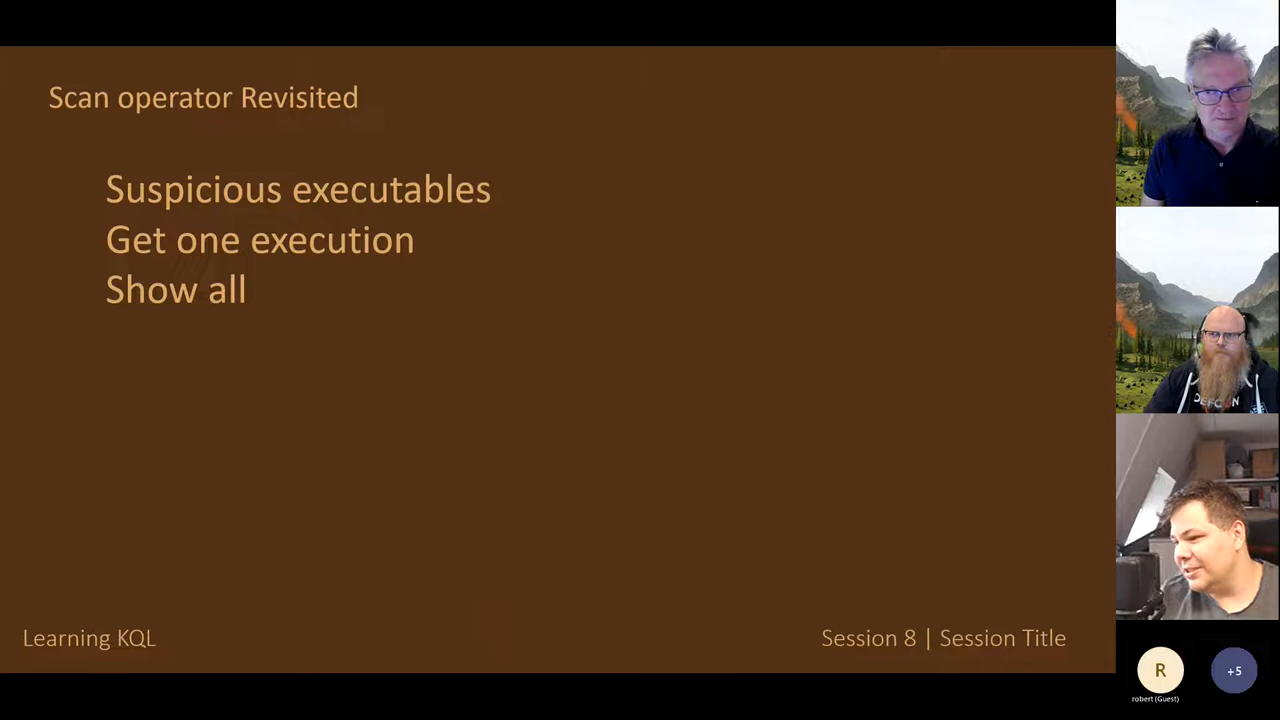 Scan operator Revisited
Suspicious executables
Get one execution
Show all
Learning KQL
Session 8 | Session Title
DEFCON
R
+5
robert (Guest)